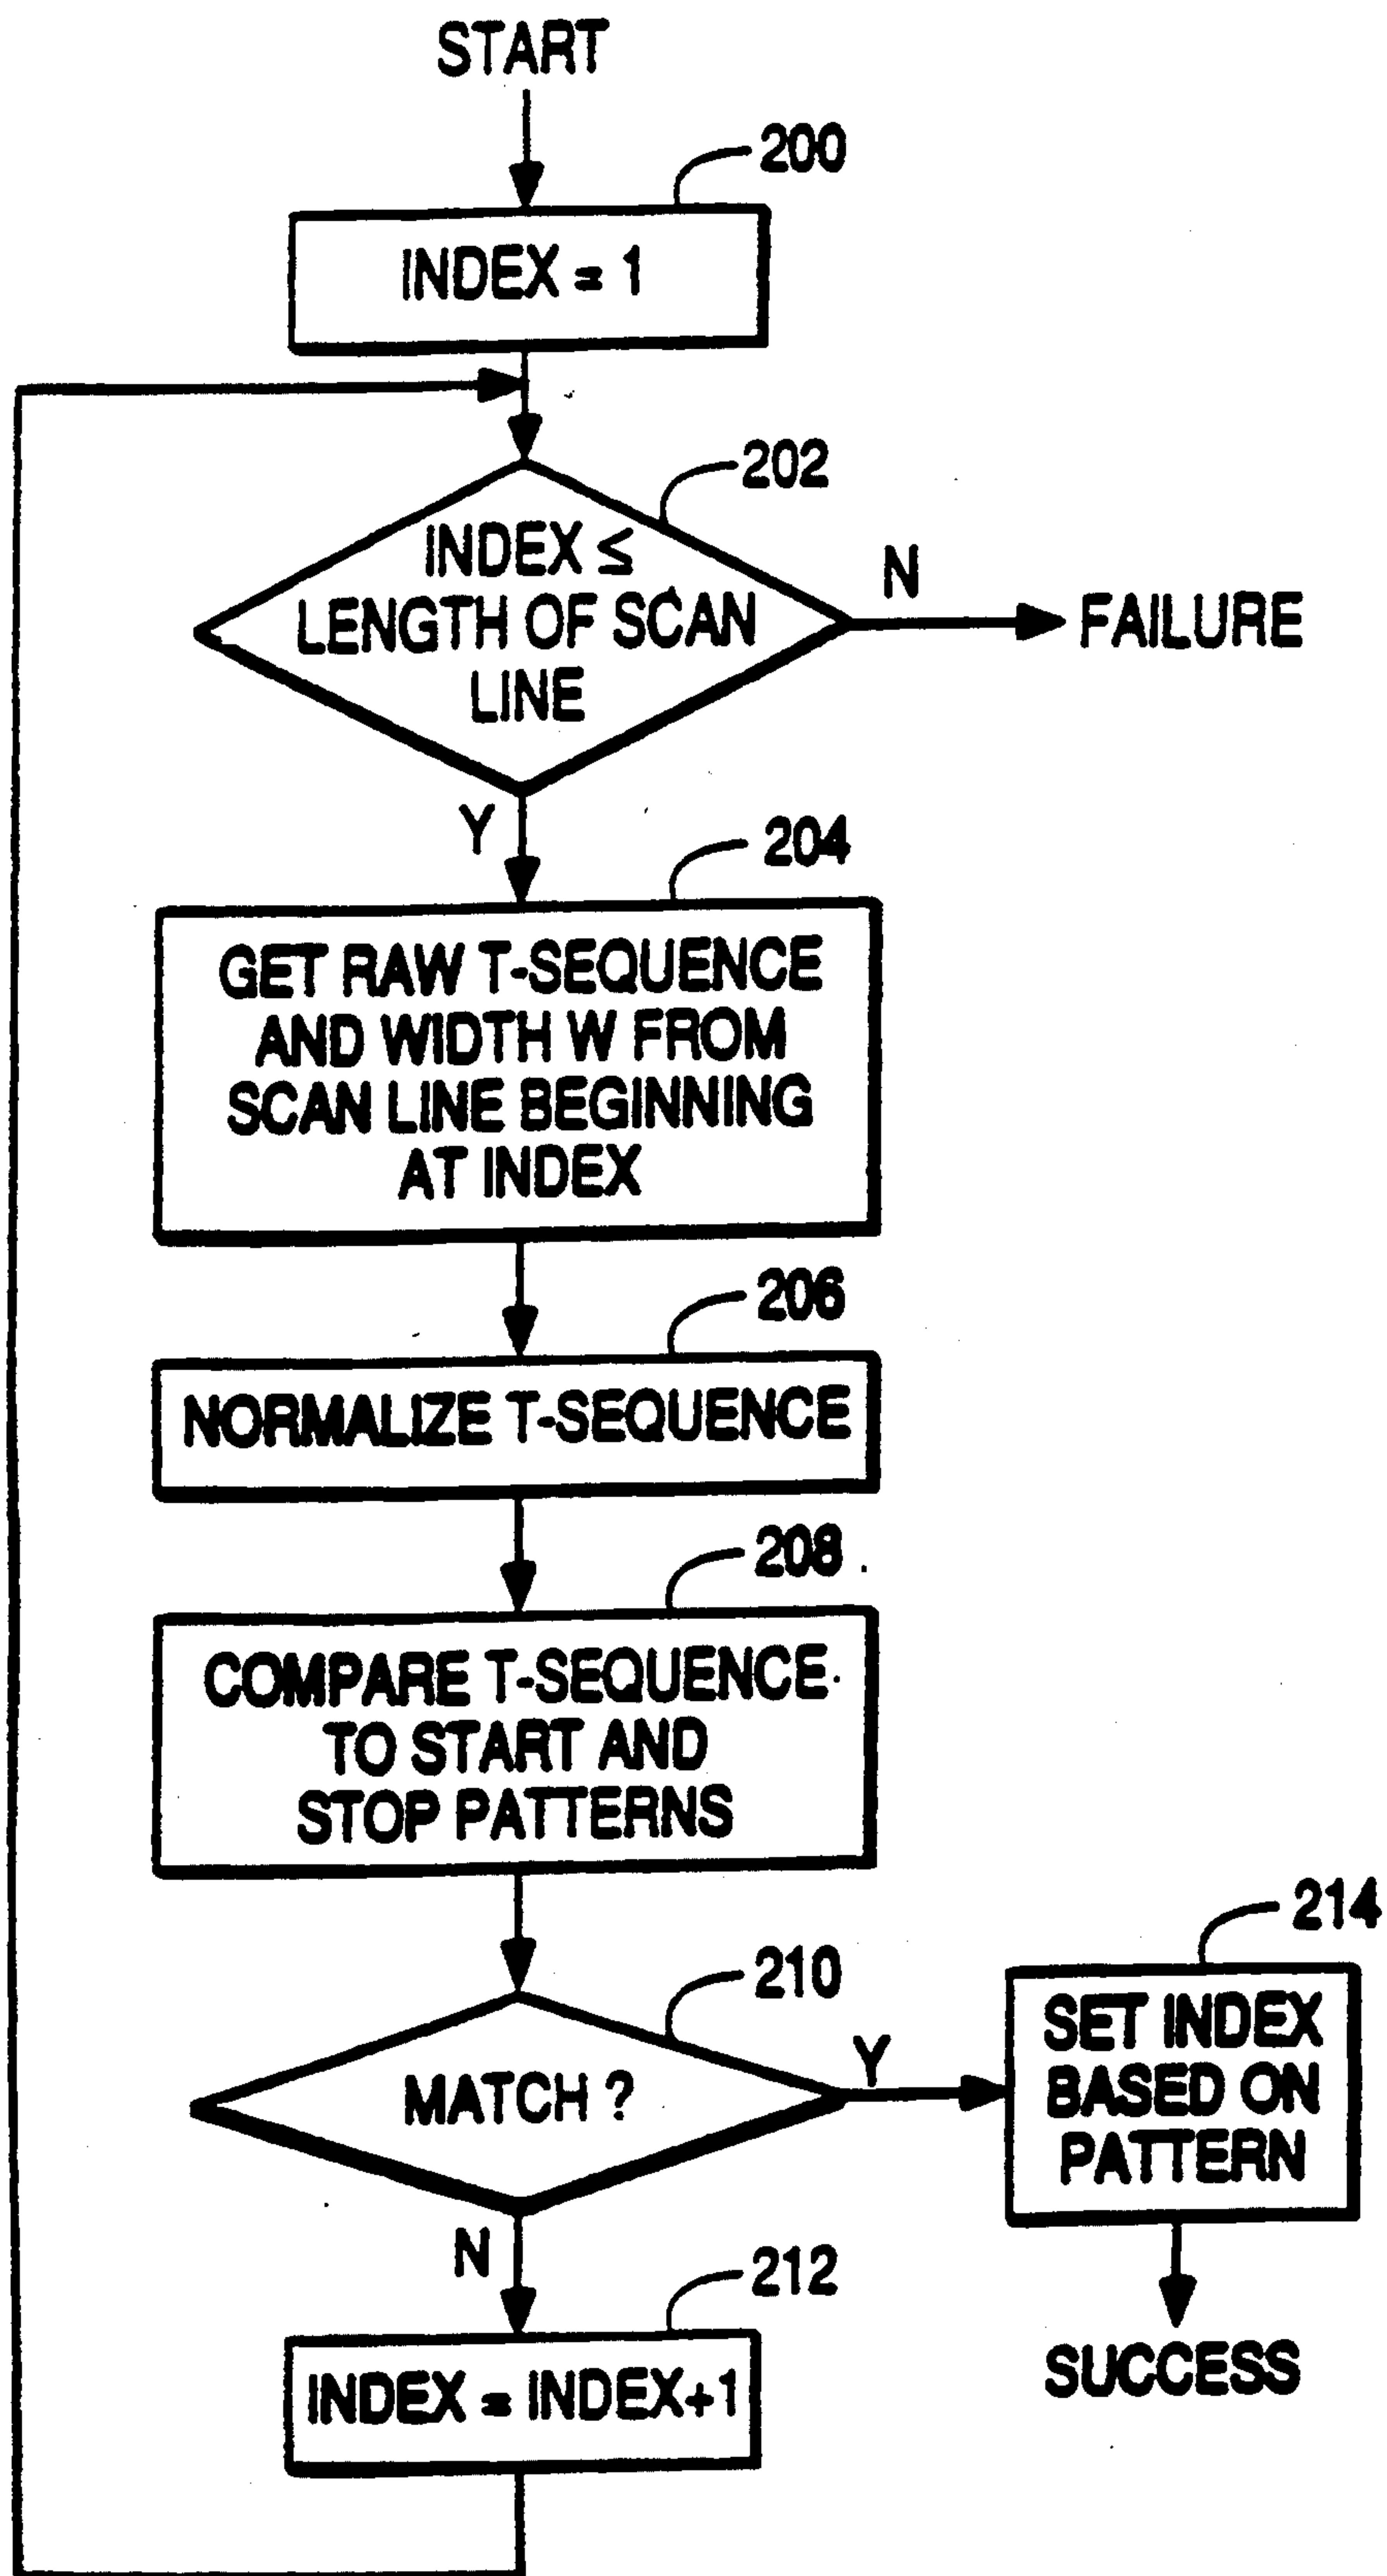 START
200
INDEX = 1
202
INDEX ≤
LENGTH OF SCAN
LINE
N
FAILURE
Y
204
GET RAW T-SEQUENCE
AND WIDTH W FROM
SCAN LINE BEGINNING
AT INDEX
206
NORMALIZE T-SEQUENCE
208
COMPARE T-SEQUENCE
TO START AND
STOP PATTERNS
210
MATCH ?
Y
214
SET INDEX
BASED ON
PATTERN
SUCCESS
N
212
INDEX = INDEX+1